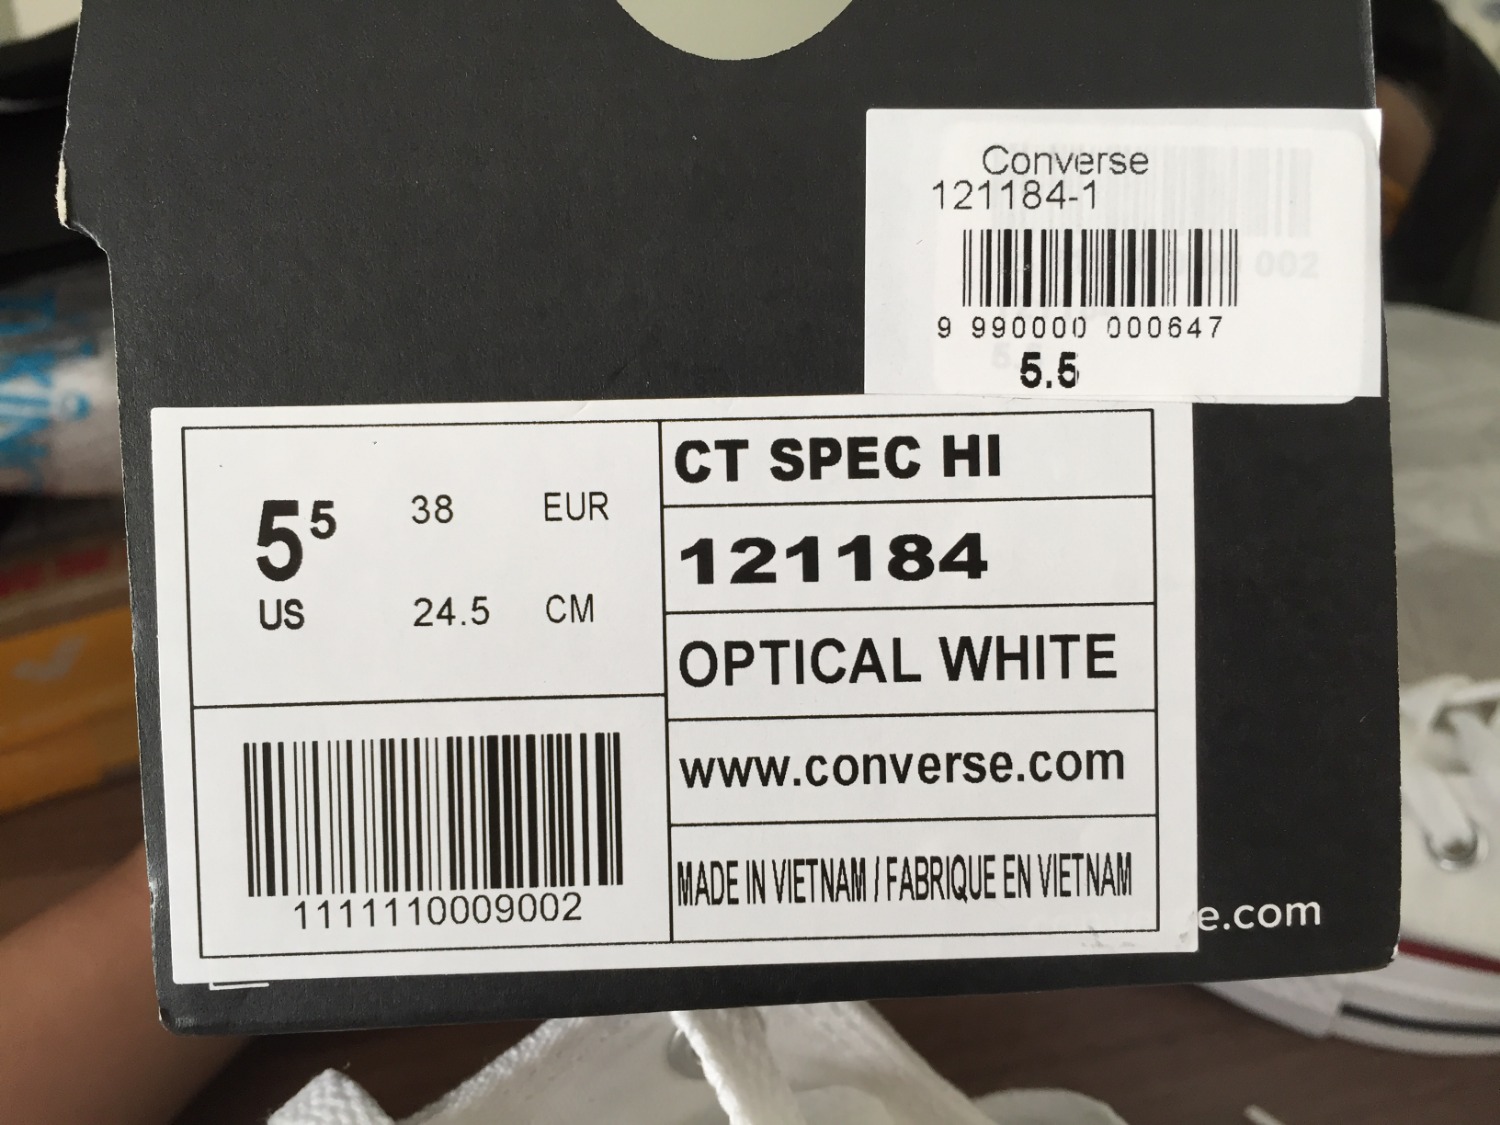 Converse
121184-1
9 990000 000647
5.5
002
5⁵ 38 EUR
US 24.5 CM
1111110009002
CT SPEC HI
121184
OPTICAL WHITE
www.converse.com
MADE IN VIETNAM / FABRIQUE EN VIETNAM
e.com